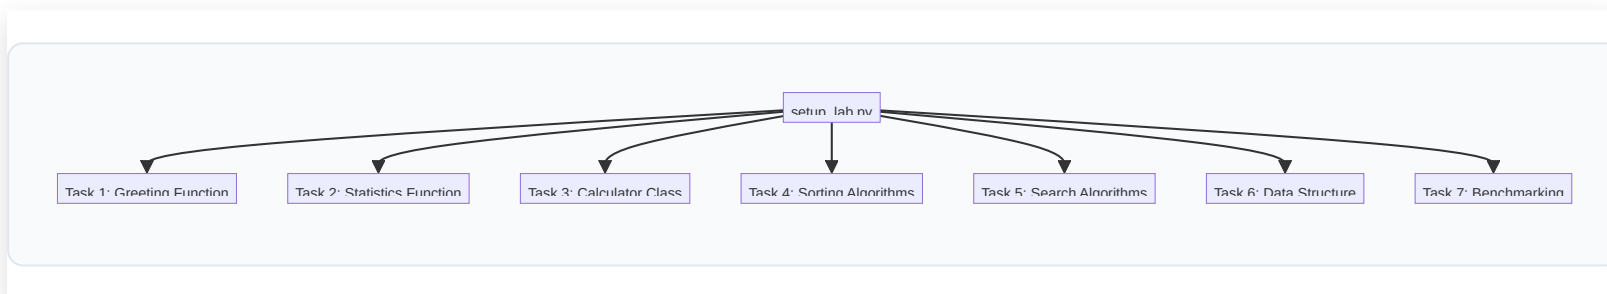 setup_lab.py
Task 1: Greeting Function
Task 2: Statistics Function
Task 3: Calculator Class
Task 4: Sorting Algorithms
Task 5: Search Algorithms
Task 6: Data Structure
Task 7: Benchmarking